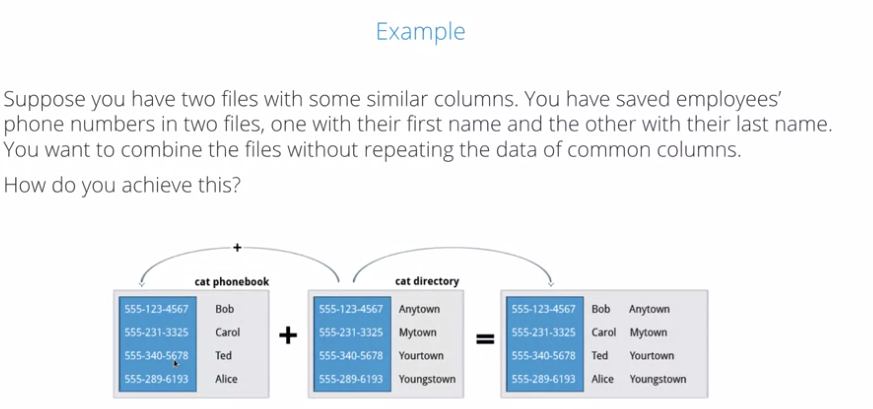 Example
Suppose you have two files with some similar columns. You have saved employees’
phone numbers in two files, one with their first name and the other with their last name.
You want to combine the files without repeating the data of common columns.
How do you achieve this?
+
cat phonebook
555-123-4567 Bob
555-231-3325 Carol
555-340-5678 Ted
555-289-6193 Alice
+
cat directory
555-123-4567 Anytown
555-231-3325 Mytown
555-340-5678 Yourtown
555-289-6193 Youngstown
=
555-123-4567 Bob Anytown
555-231-3325 Carol Mytown
555-340-5678 Ted Yourtown
555-289-6193 Alice Youngstown